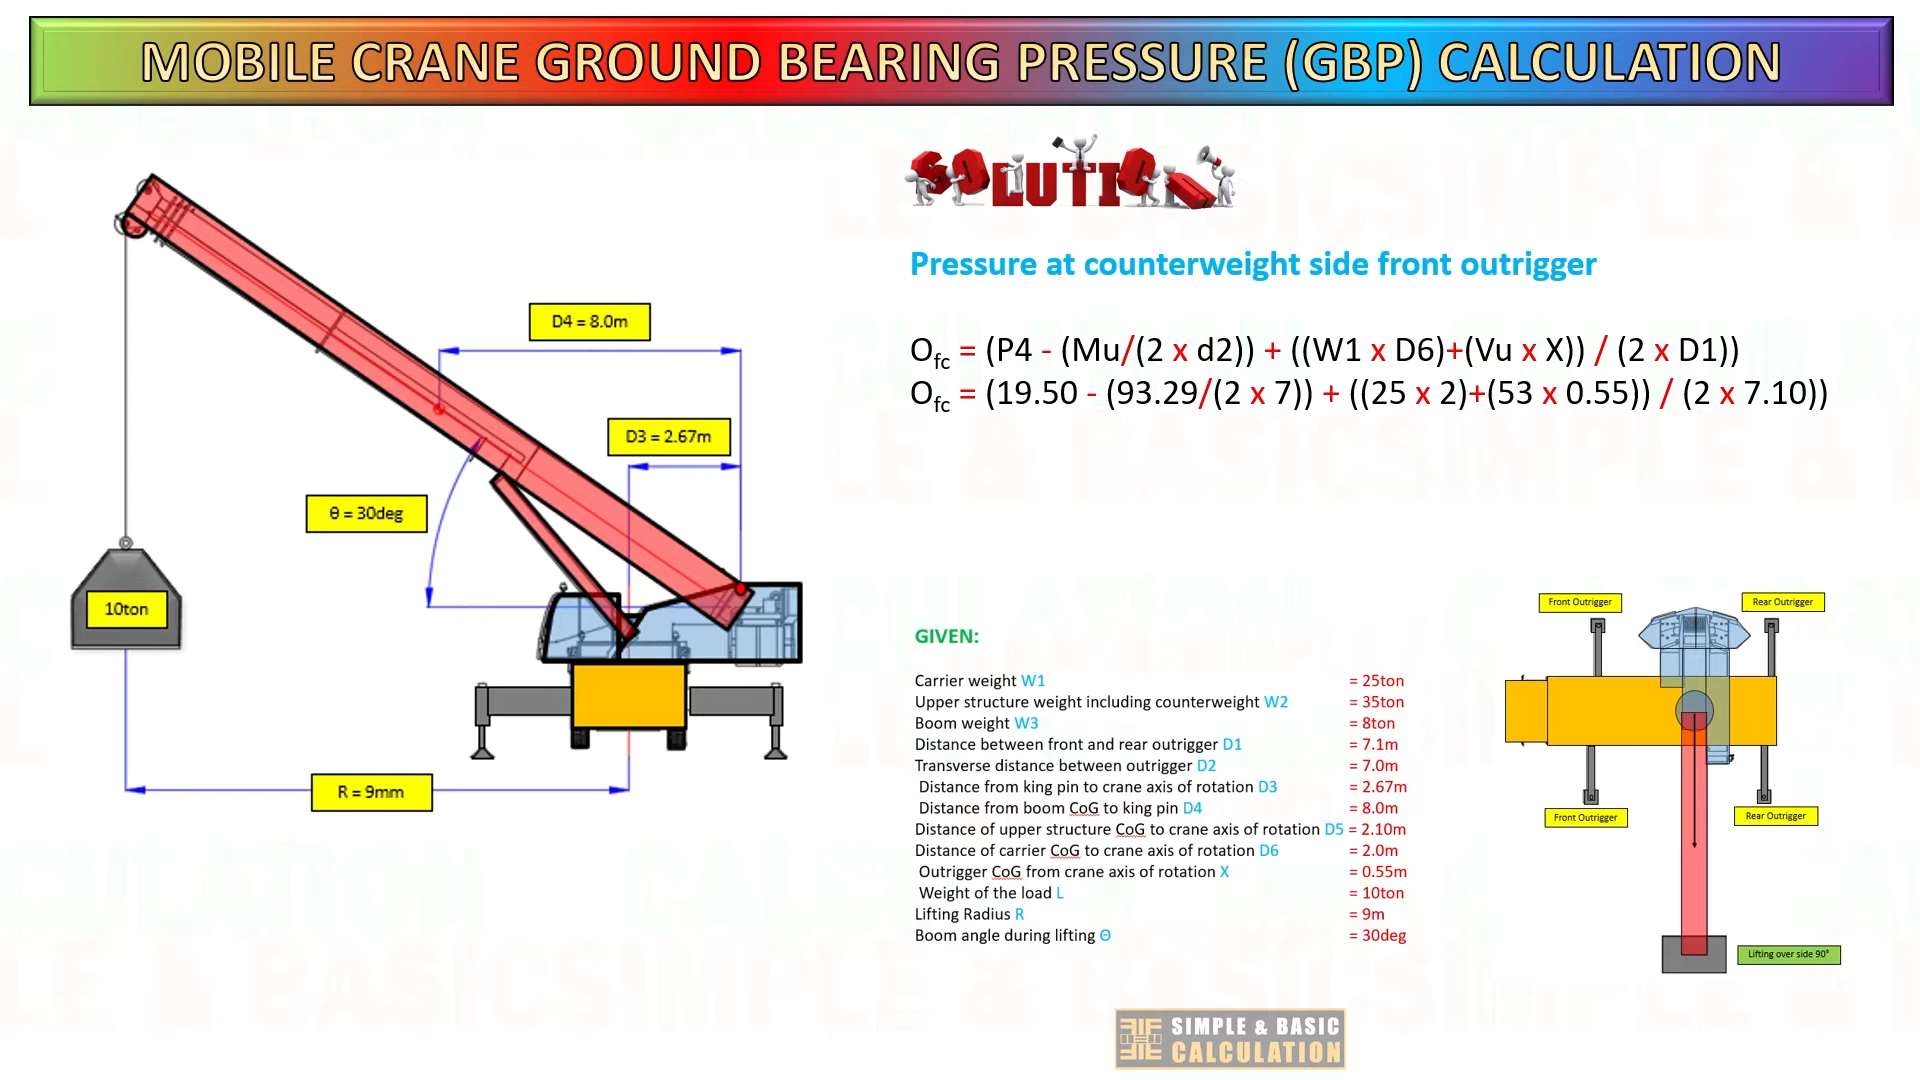 MOBILE CRANE GROUND BEARING PRESSURE (GBP) CALCULATION
SOLUTION
Pressure at counterweight side front outrigger
Ofc = (P4 - (Mu/(2 x d2)) + ((W1 x D6)+(Vu x X)) / (2 x D1))
Ofc = (19.50 - (93.29/(2 x 7)) + ((25 x 2)+(53 x 0.55)) / (2 x 7.10))
D4 = 8.0m
D3 = 2.67m
θ = 30deg
10ton
R = 9mm
GIVEN:
Carrier weight W1 = 25ton
Upper structure weight including counterweight W2 = 35ton
Boom weight W3 = 8ton
Distance between front and rear outrigger D1 = 7.1m
Transverse distance between outrigger D2 = 7.0m
Distance from king pin to crane axis of rotation D3 = 2.67m
Distance from boom CoG to king pin D4 = 8.0m
Distance of upper structure CoG to crane axis of rotation D5 = 2.10m
Distance of carrier CoG to crane axis of rotation D6 = 2.0m
Outrigger CoG from crane axis of rotation X = 0.55m
Weight of the load L = 10ton
Lifting Radius R = 9m
Boom angle during lifting Θ = 30deg
Front Outrigger
Rear Outrigger
Front Outrigger
Rear Outrigger
Lifting over side 90°
SIMPLE & BASIC
CALCULATION